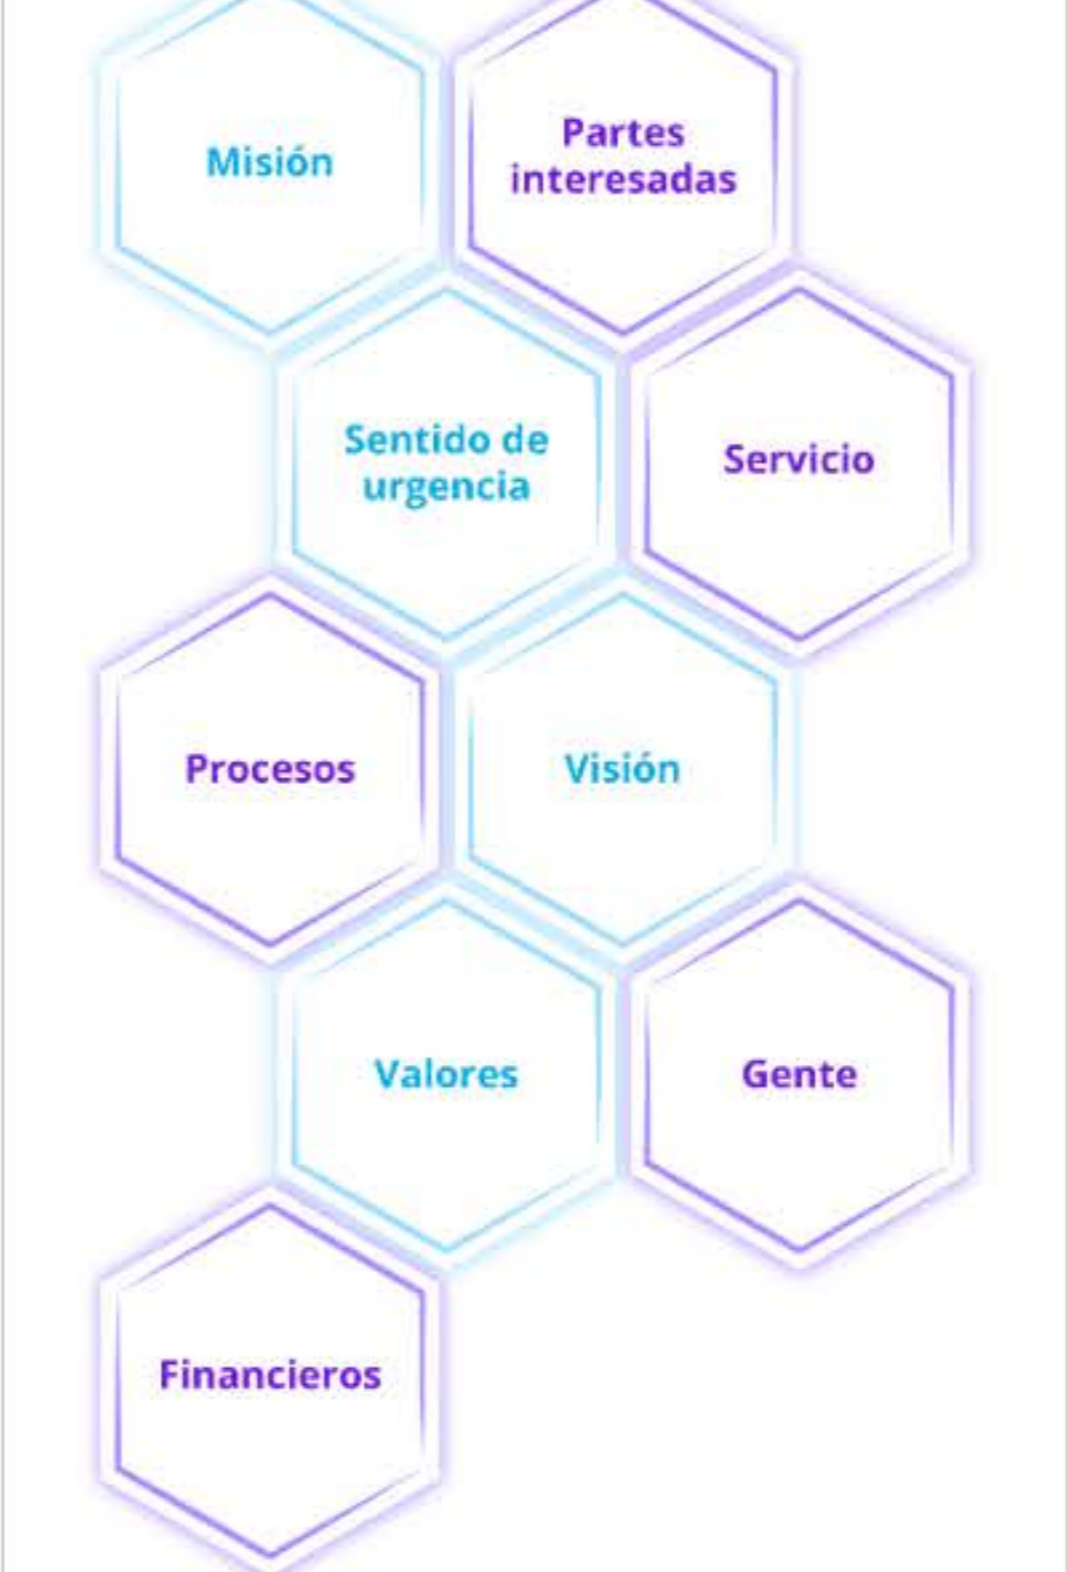 Misión
Partes
interesadas
Sentido de
urgencia
Servicio
Procesos
Visión
Valores
Gente
Financieros